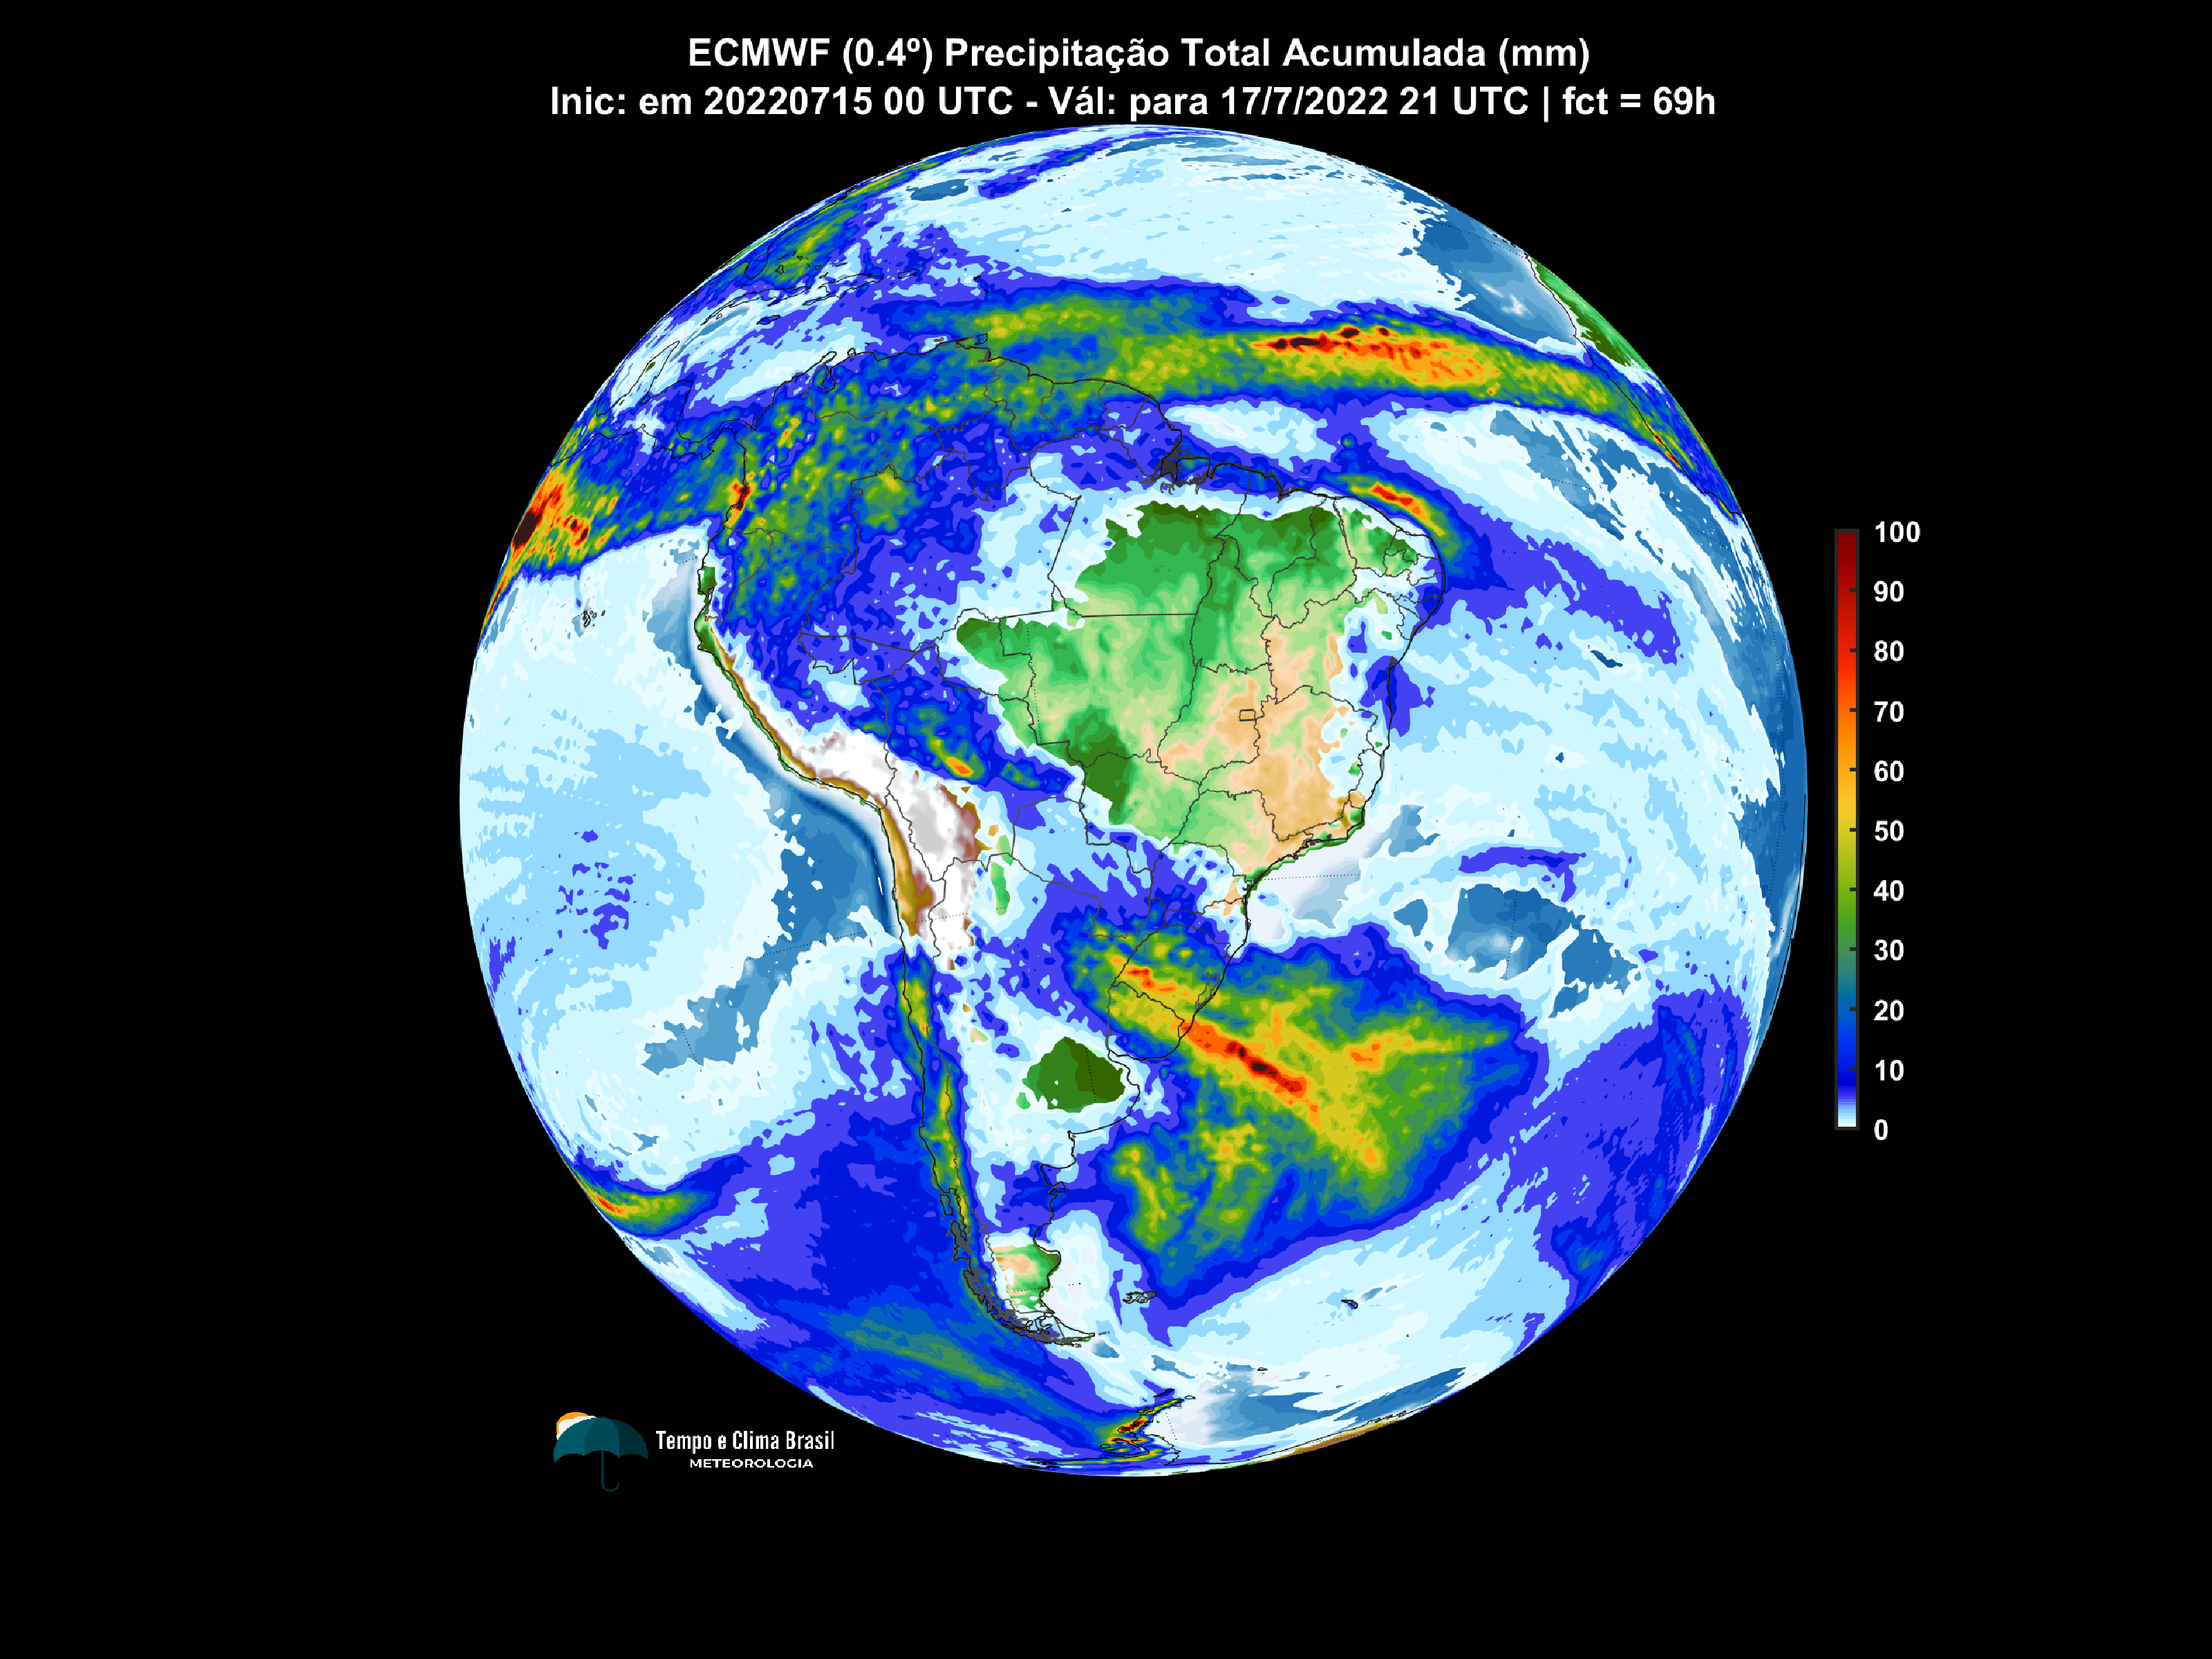 ECMWF (0.4º) Precipitação Total Acumulada (mm)
Inic: em 20220715 00 UTC - Vál: para 17/7/2022 21 UTC | fct = 69h
100
90
80
70
60
50
40
30
20
10
0
Tempo e Clima Brasil
METEOROLOGIA